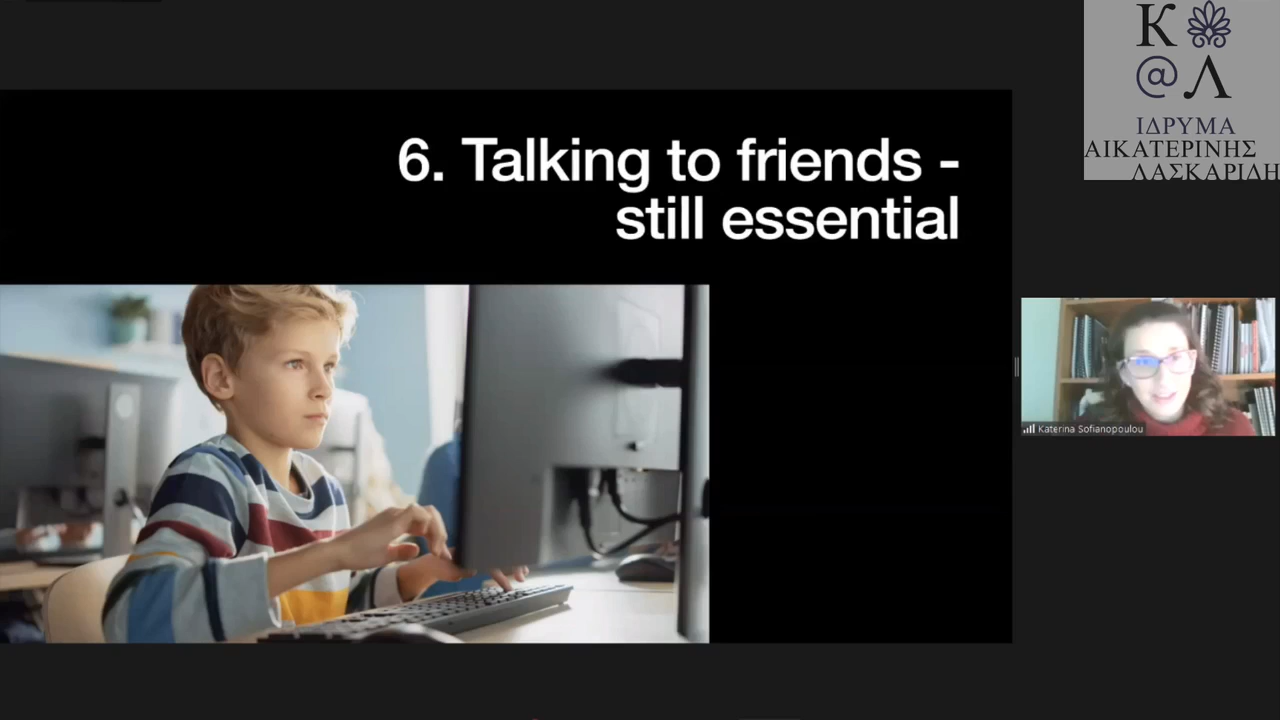 6. Talking to friends -
still essential
Κ
@ Λ
ΙΔΡΥΜΑ
ΑΙΚΑΤΕΡΙΝΗΣ
ΛΑΣΚΑΡΙΔΗ
Katerina Sofianopoulou